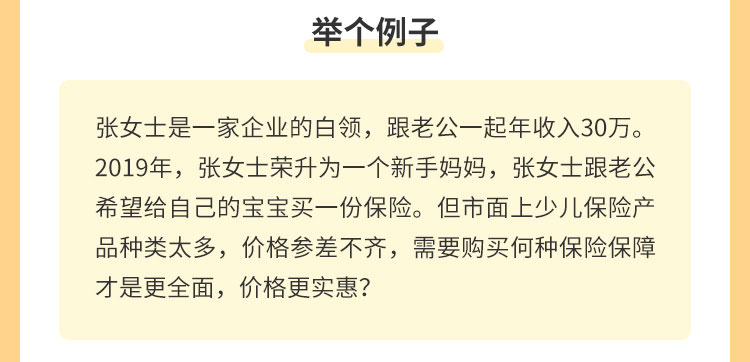 举个例子
张女士是一家企业的白领，跟老公一起年收入30万。
2019年，张女士荣升为一个新手妈妈，张女士跟老公
希望给自己的宝宝买一份保险。但市面上少儿保险产
品种类太多，价格参差不齐，需要购买何种保险保障
才是更全面，价格更实惠？